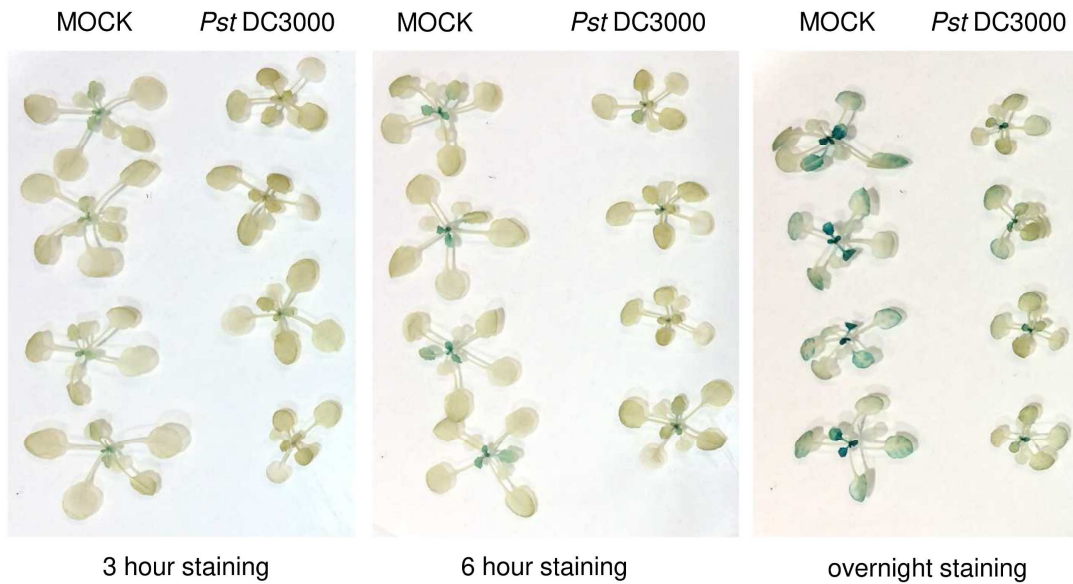 MOCK Pst DC3000 MOCK Pst DC3000 MOCK Pst DC3000
3 hour staining 6 hour staining overnight staining